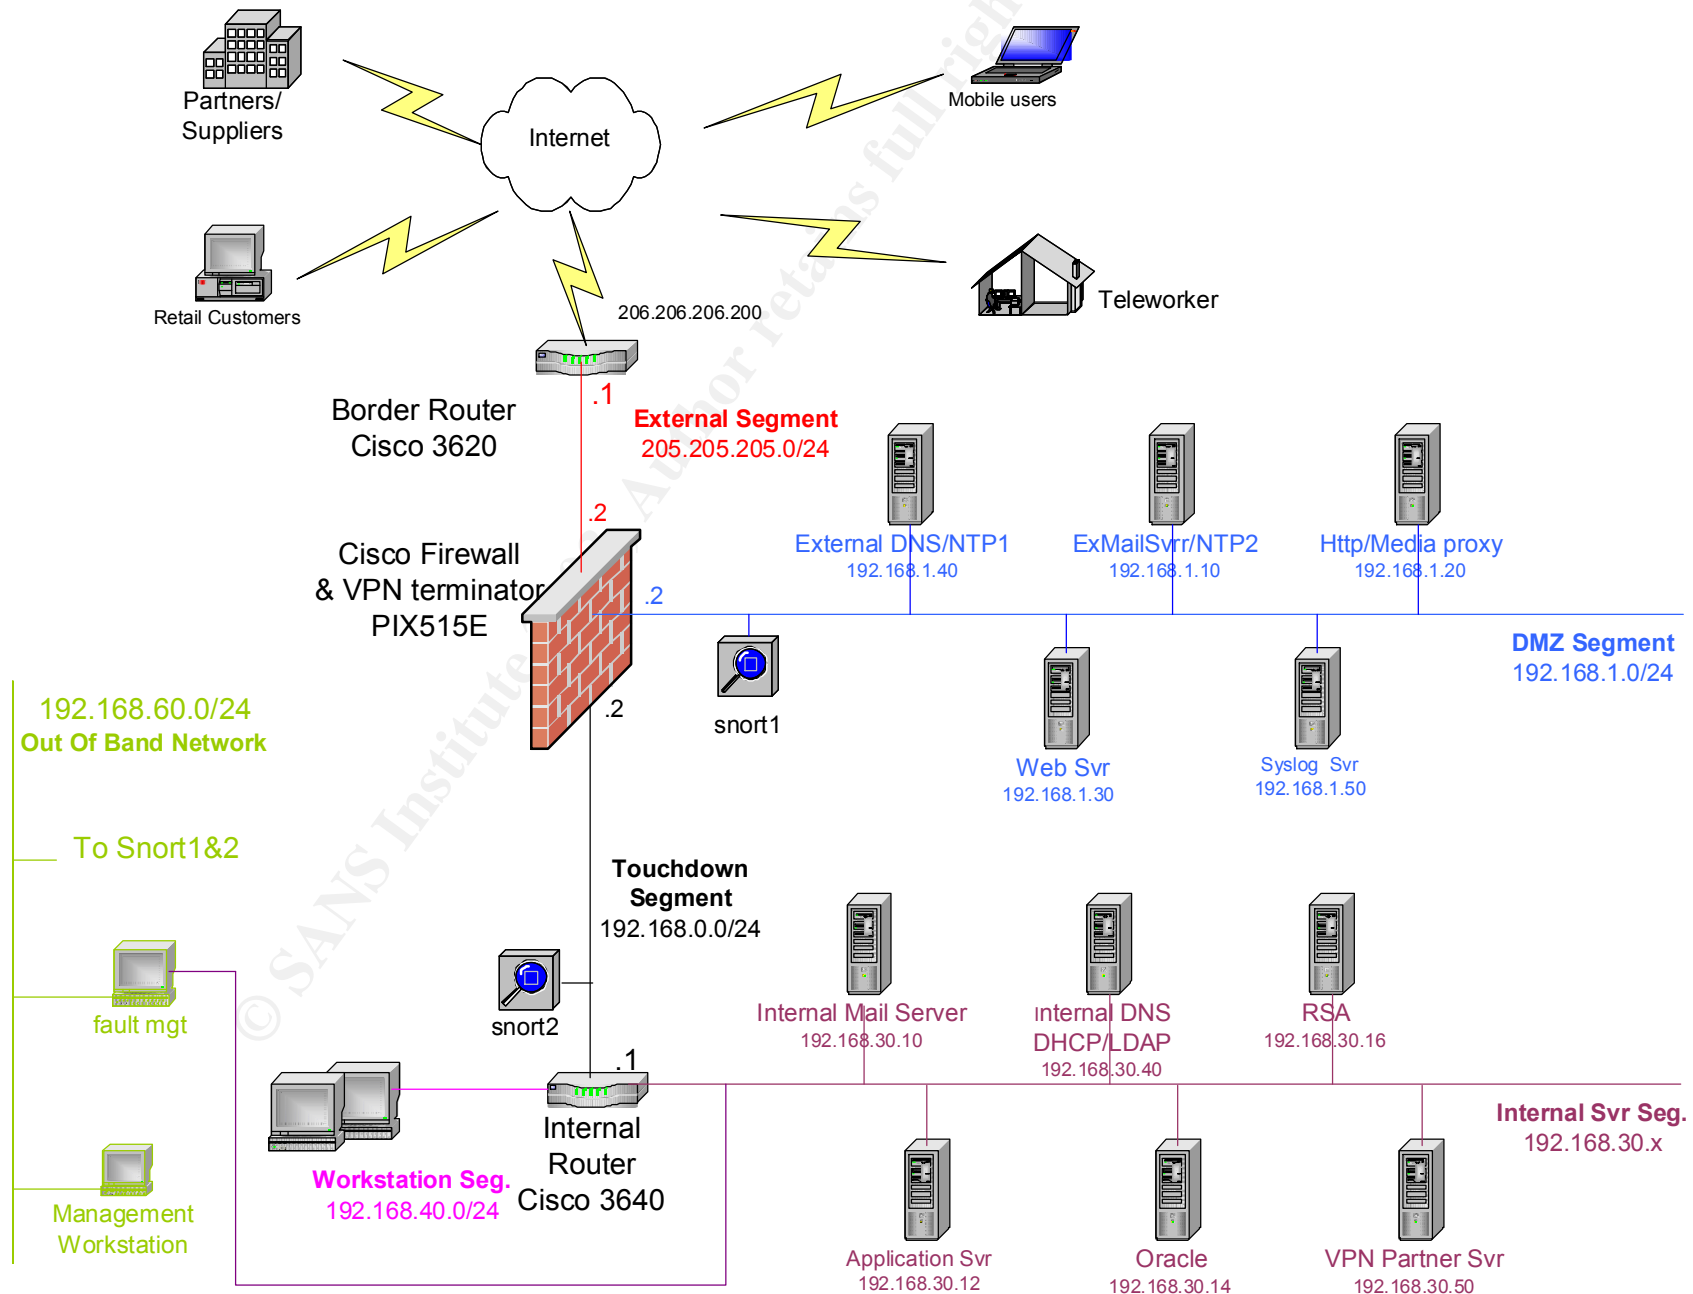 Partners/
Suppliers
Internet
Mobile users
Retail Customers
206.206.206.200
Teleworker
Border Router
Cisco 3620
.1
External Segment
205.205.205.0/24
.2
Cisco Firewall
& VPN terminator
PIX515E
.2
.2
External DNS/NTP1
192.168.1.40
ExMailSvrr/NTP2
192.168.1.10
Http/Media proxy
192.168.1.20
snort1
DMZ Segment
192.168.1.0/24
Web Svr
192.168.1.30
Syslog Svr
192.168.1.50
192.168.60.0/24
Out Of Band Network
To Snort1&2
fault mgt
Management
Workstation
Touchdown
Segment
192.168.0.0/24
snort2
.1
Internal
Router
Cisco 3640
Workstation Seg.
192.168.40.0/24
Internal Mail Server
192.168.30.10
Internal DNS
DHCP/LDAP
192.168.30.40
RSA
192.168.30.16
Internal Svr Seg.
192.168.30.x
Application Svr
192.168.30.12
Oracle
192.168.30.14
VPN Partner Svr
192.168.30.50
© SANS Institute Author retains full righ